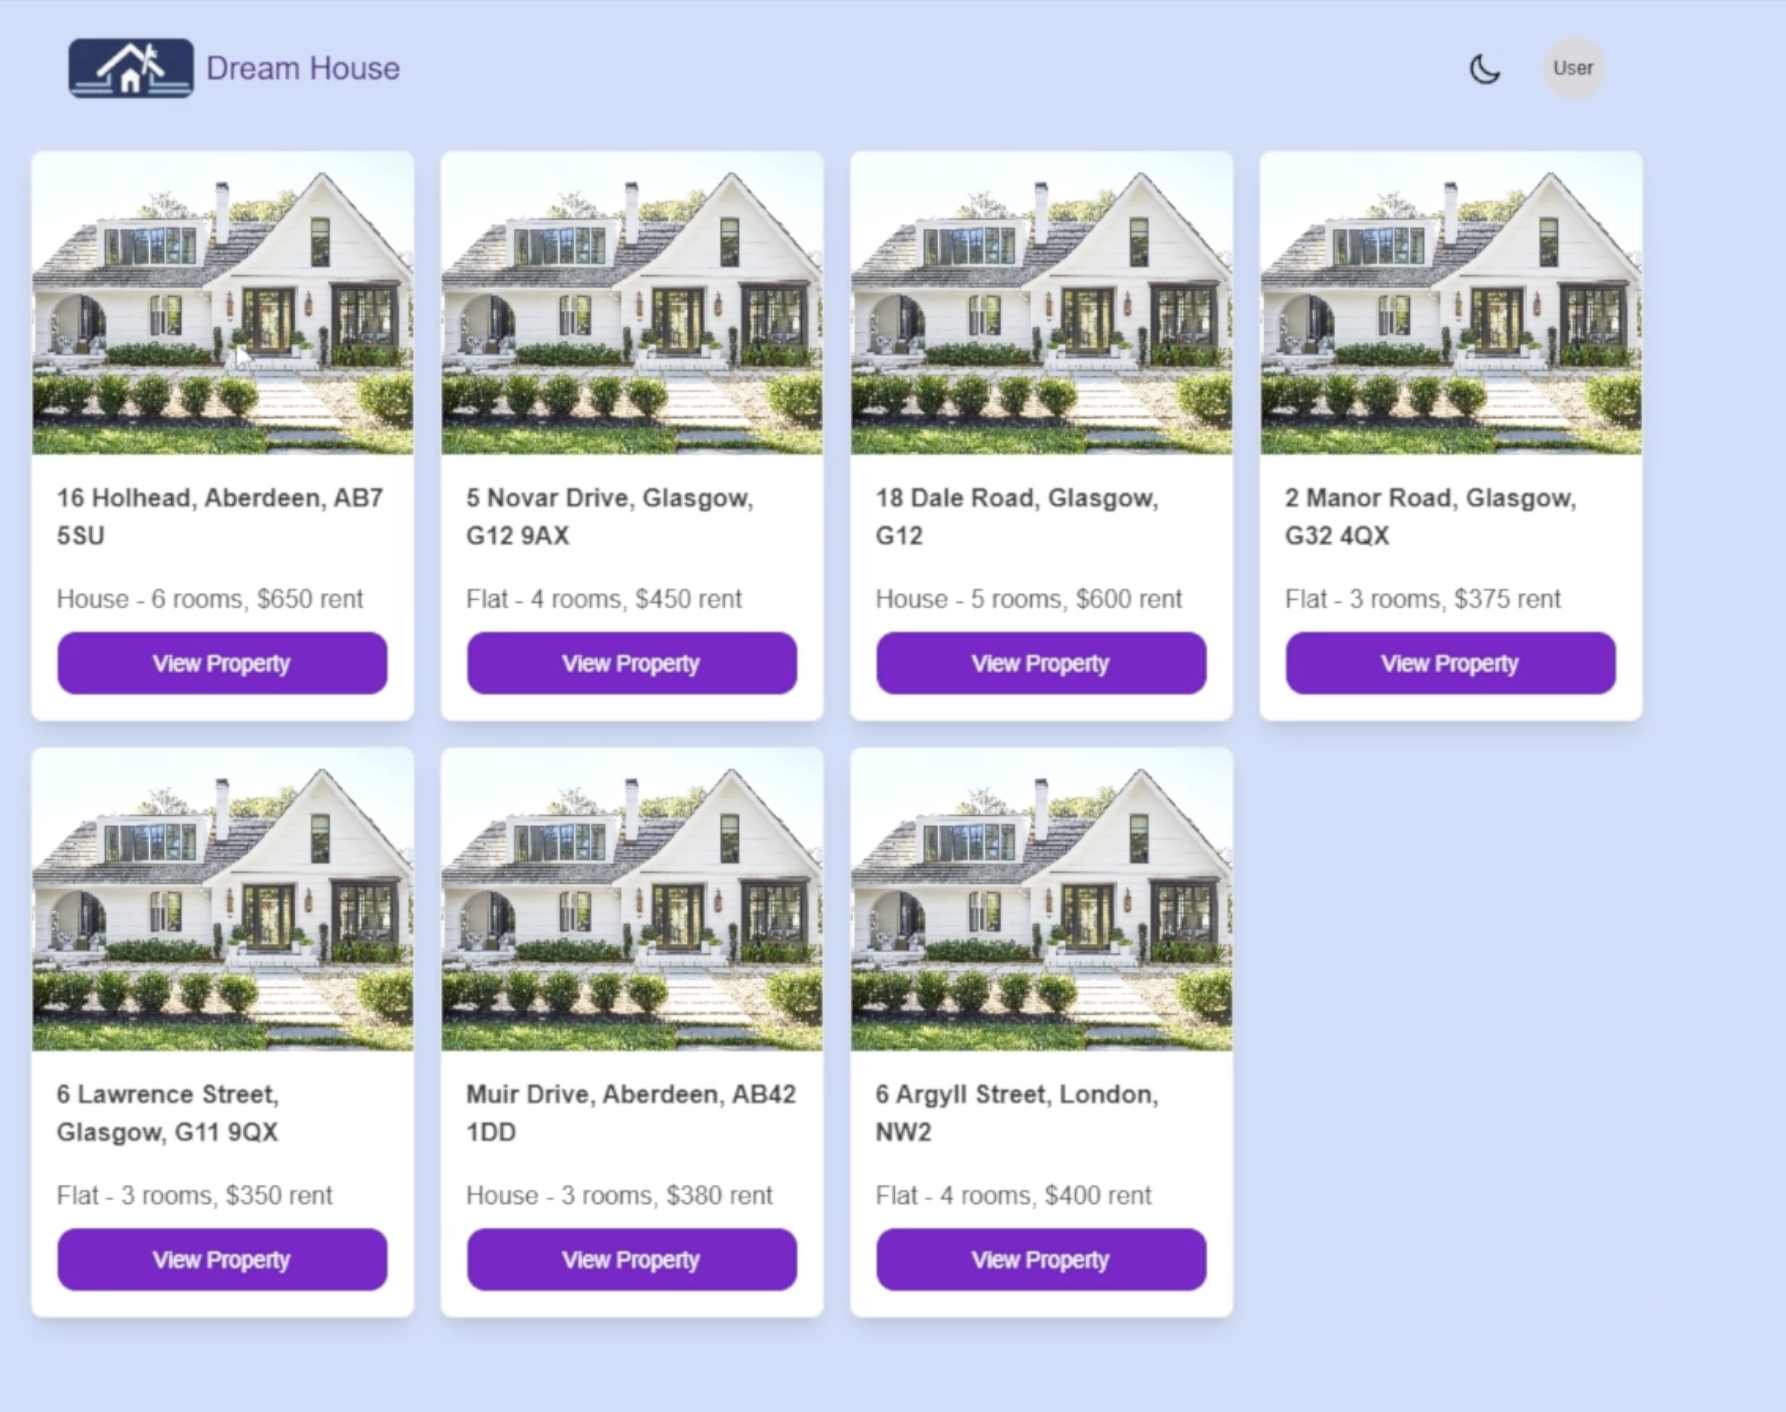 Dream House
User
16 Holhead, Aberdeen, AB7
5SU
House - 6 rooms, $650 rent
View Property
5 Novar Drive, Glasgow,
G12 9AX
Flat - 4 rooms, $450 rent
View Property
18 Dale Road, Glasgow,
G12
House - 5 rooms, $600 rent
View Property
2 Manor Road, Glasgow,
G32 4QX
Flat - 3 rooms, $375 rent
View Property
6 Lawrence Street,
Glasgow, G11 9QX
Flat - 3 rooms, $350 rent
View Property
Muir Drive, Aberdeen, AB42
1DD
House - 3 rooms, $380 rent
View Property
6 Argyll Street, London,
NW2
Flat - 4 rooms, $400 rent
View Property